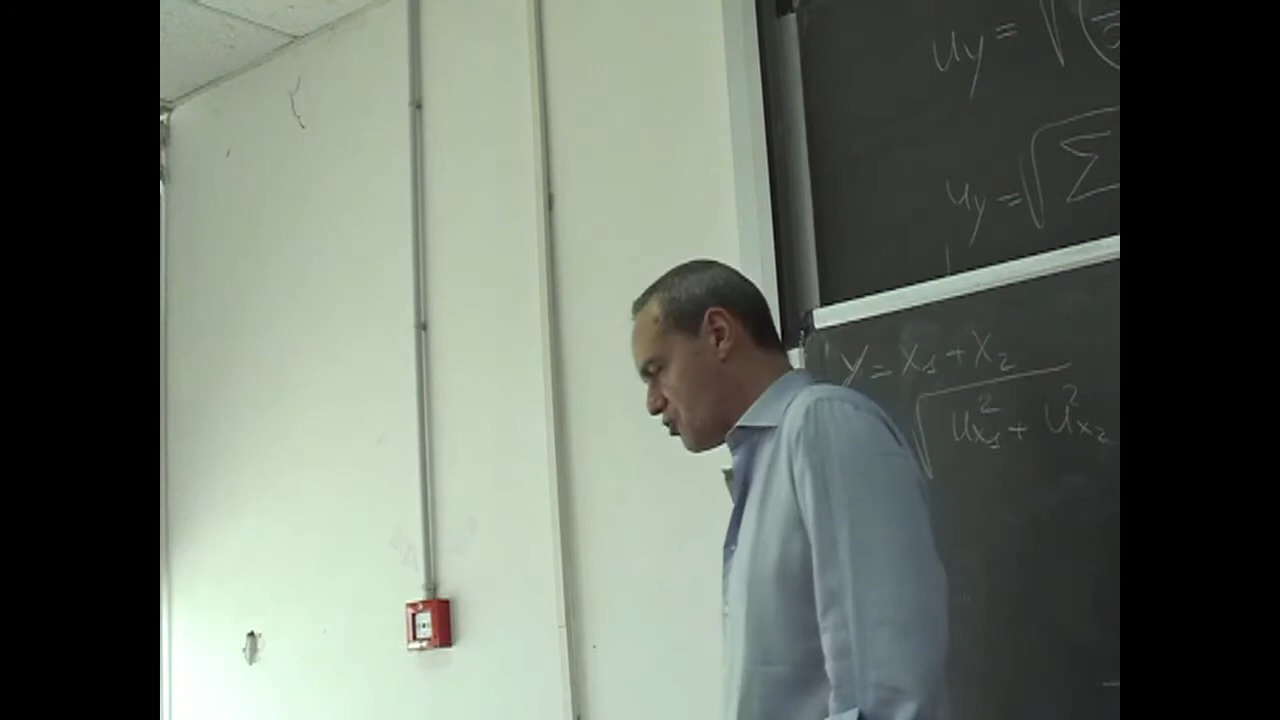 uy = √(
uy = √Σ
y = x₁ + x₂
√u²x₁ + u²x₂